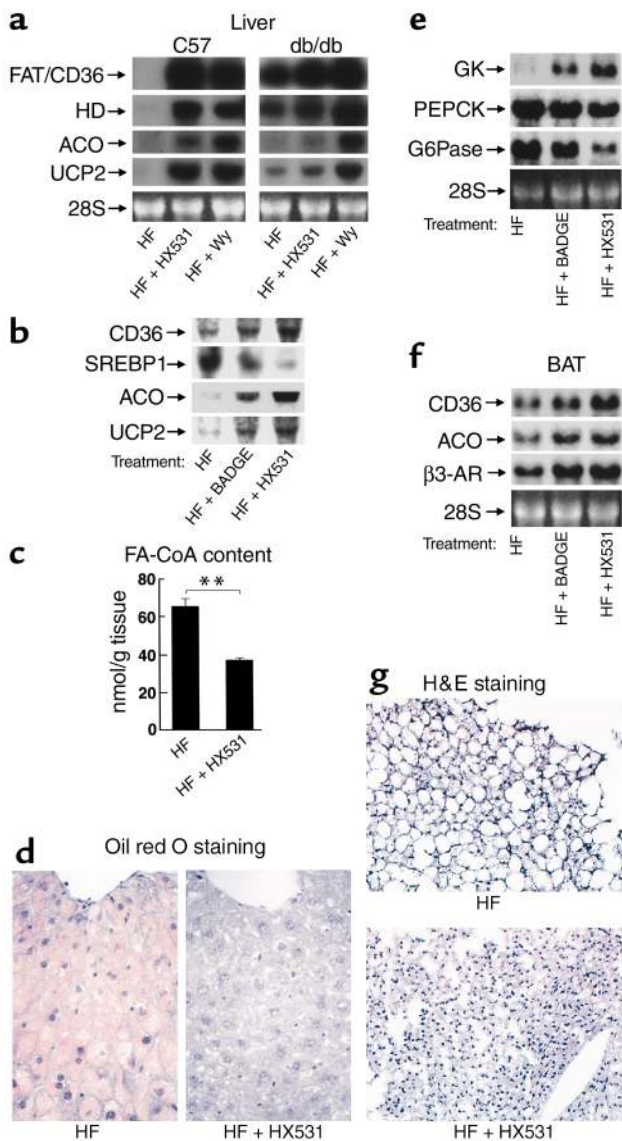 a
Liver
C57
db/db
FAT/CD36
HD
ACO
UCP2
28S
HF
HF + HX531
HF + Wy
HF
HF + HX531
HF + Wy
b
CD36
SREBP1
ACO
UCP2
Treatment:
HF
HF + BADGE
HF + HX531
c
FA-CoA content
**
nmol/g tissue
80
60
40
20
0
HF
HF + HX531
d
Oil red O staining
HF
HF + HX531
e
GK
PEPCK
G6Pase
28S
Treatment:
HF
HF + BADGE
HF + HX531
f
BAT
CD36
ACO
β3-AR
28S
Treatment:
HF
HF + BADGE
HF + HX531
g
H&E staining
HF
HF + HX531